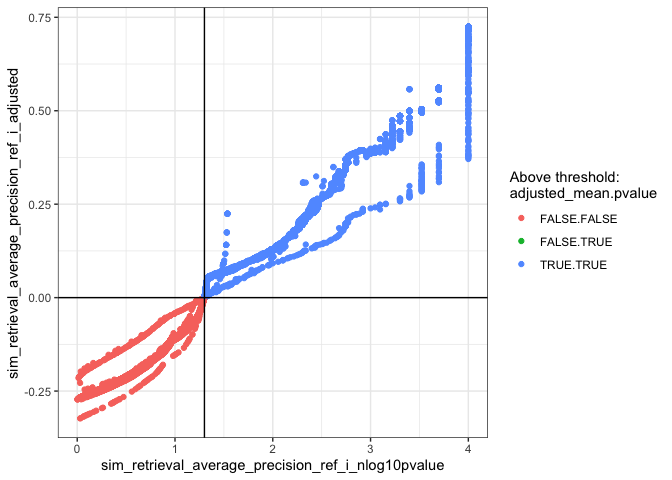 0.75
0.50
0.25
0.00
-0.25
0
1
2
3
4
sim_retrieval_average_precision_ref_i_adjusted
sim_retrieval_average_precision_ref_i_nlog10pvalue
Above threshold:
adjusted_mean.pvalue
FALSE.FALSE
FALSE.TRUE
TRUE.TRUE